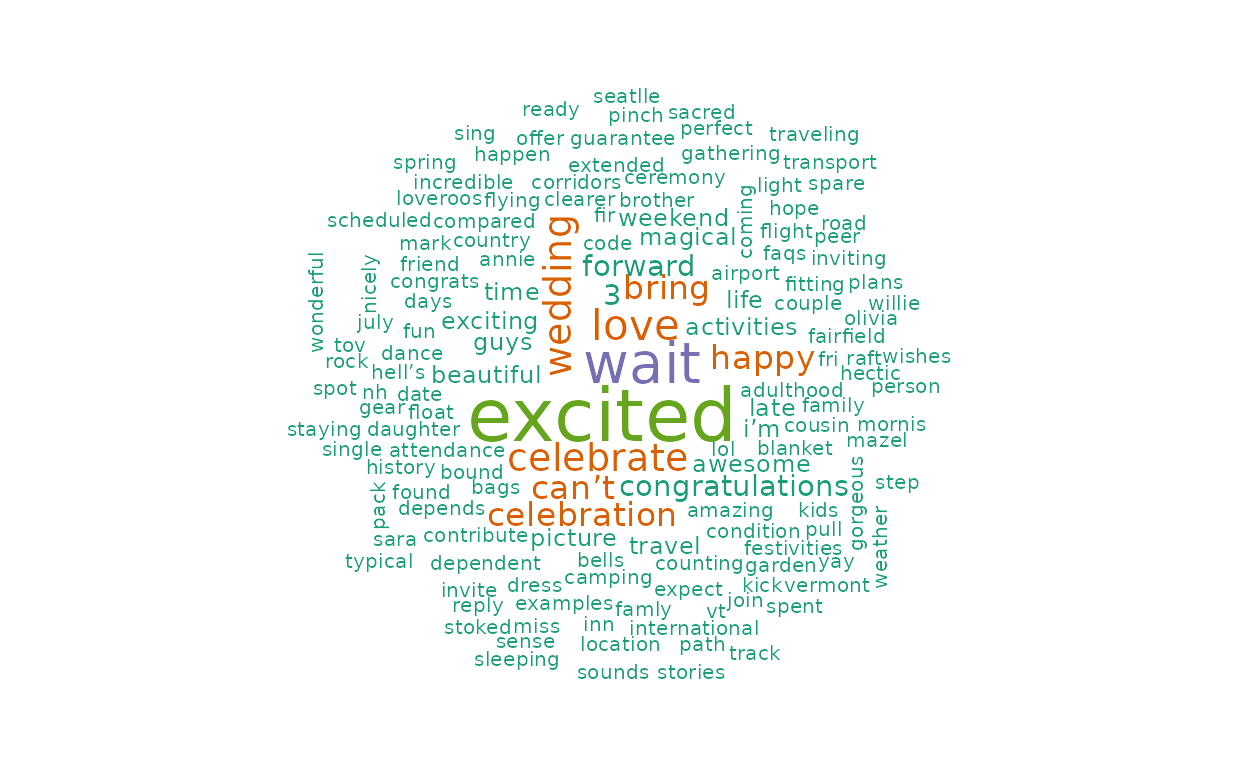 seatlle
ready
pinch
sacred
sing
offer
guarantee
perfect
traveling
spring
happen
extended
gathering
transport
incredible
corridors
ceremony
light
spare
loveroos
flying
clearer
brother
coming
hope
scheduled
compared
wedding
fir
weekend
road
mark
country
code
magical
flight
peer
wonderful
nicely
friend
annie
forward
airport
faqs
inviting
congrats
time
3
bring
life
fitting
plans
days
couple
willie
july
fun
exciting
love
activities
olivia
tov
guys
fairfield
rock
dance
wait
happy
fri
raft
wishes
hell’s
beautiful
hectic
spot
nh
date
excited
adulthood
person
gear
float
late
family
staying
daughter
i’m
cousin
mornis
single
attendance
celebrate
lol
blanket
mazel
history
bound
awesome
gorgeous
step
pack
found
bags
can’t
congratulations
depends
celebration
amazing
kids
sara
contribute
picture
travel
condition
pull
weather
typical
dependent
bells
counting
festivities
garden
yay
invite
dress
camping
expect
kick
vermont
reply
examples
famly
vt
join
spent
stoked
miss
inn
international
sense
location
path
track
sleeping
sounds
stories